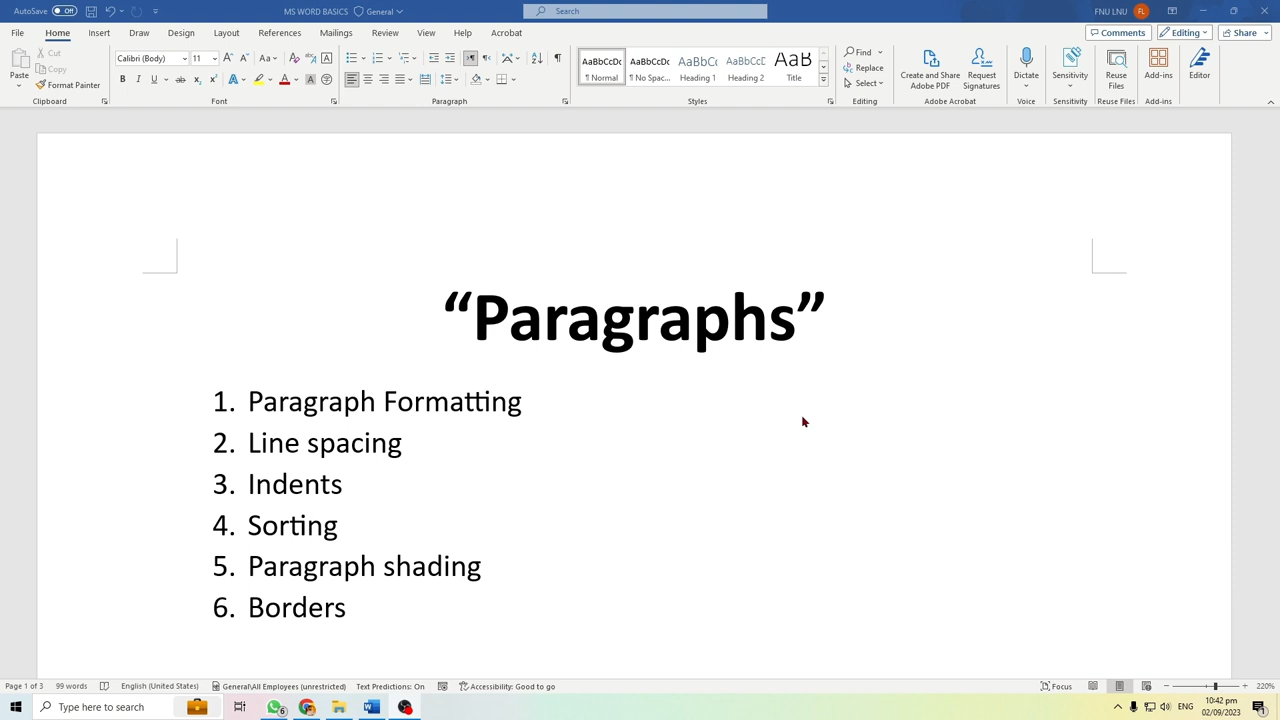 AutoSave Off MS WORD BASICS General Search FNU LNU FL
File Home Insert Draw Design Layout References Mailings Review View Help Acrobat Comments Editing Share
Paste Cut Copy Format Painter
Calibri (Body) 11
AaBbCcDc ¶ Normal AaBbCcDc ¶ No Spac... AaBbCc Heading 1 AaBbCcC Heading 2 AaB Title
Find Replace Select
Create and Share Adobe PDF Request Signatures Dictate Sensitivity Reuse Files Add-ins Editor
Clipboard Font Paragraph Styles Editing Adobe Acrobat Voice Sensitivity Reuse Files Add-ins
“Paragraphs”
1. Paragraph Formatting
2. Line spacing
3. Indents
4. Sorting
5. Paragraph shading
6. Borders
Page 1 of 3 99 words English (United States) General\All Employees (unrestricted) Text Predictions: On Accessibility: Good to go Focus 220%
Type here to search 6 ENG 10:42 pm 02/09/2023 1